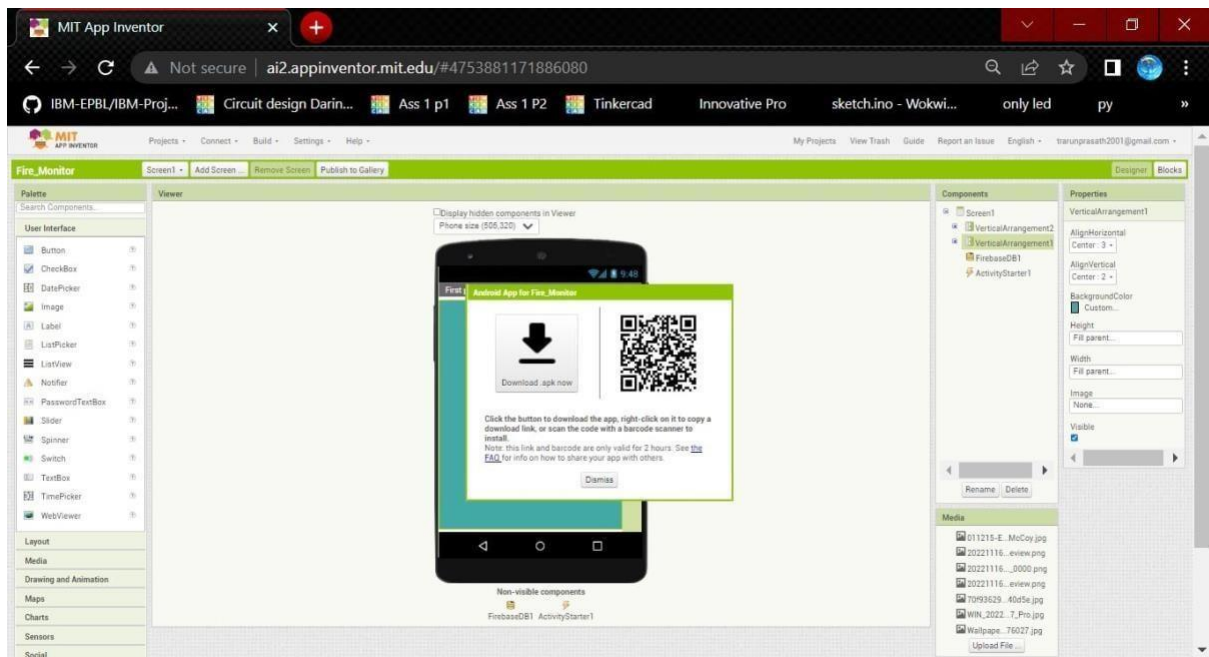 MIT App Inventor
Not secure | ai2.appinventor.mit.edu/#4753881171886080
IBM-EPBL/IBM-Proj... Circuit design Darin... Ass 1 p1 Ass 1 P2 Tinkercad Innovative Pro sketch.ino - Wokwi... only led py »
MIT APP INVENTOR
Projects Connect Build Settings Help
My Projects View Trash Guide Report an Issue English trarunprasath2001@gmail.com
Fire_Monitor
Screen1 Add Screen ... Remove Screen Publish to Gallery
Designer Blocks
Palette
Search Components...
User Interface
Button
CheckBox
DatePicker
Image
Label
ListPicker
ListView
Notifier
PasswordTextBox
Slider
Spinner
Switch
TextBox
TimePicker
WebViewer
Layout
Media
Drawing and Animation
Maps
Charts
Sensors
Social
Viewer
Display hidden components in Viewer
Phone size (505,320)
9:48
First
Android App for Fire_Monitor
Download .apk now
Click the button to download the app, right-click on it to copy a
download link, or scan the code with a barcode scanner to
install.
Note: this link and barcode are only valid for 2 hours. See the
FAQ for info on how to share your app with others.
Dismiss
Non-visible components
FirebaseDB1 ActivityStarter1
Components
Screen1
VerticalArrangement2
VerticalArrangement1
FirebaseDB1
ActivityStarter1
Rename Delete
Media
011215-E...McCoy.jpg
20221116...eview.png
20221116..._0000.png
20221116...eview.png
70f93629...40d5e.jpg
WIN_2022...7_Pro.jpg
Wallpape...76027.jpg
Upload File ...
Properties
VerticalArrangement1
AlignHorizontal
Center : 3
AlignVertical
Center : 2
BackgroundColor
Custom...
Height
Fill parent...
Width
Fill parent...
Image
None...
Visible